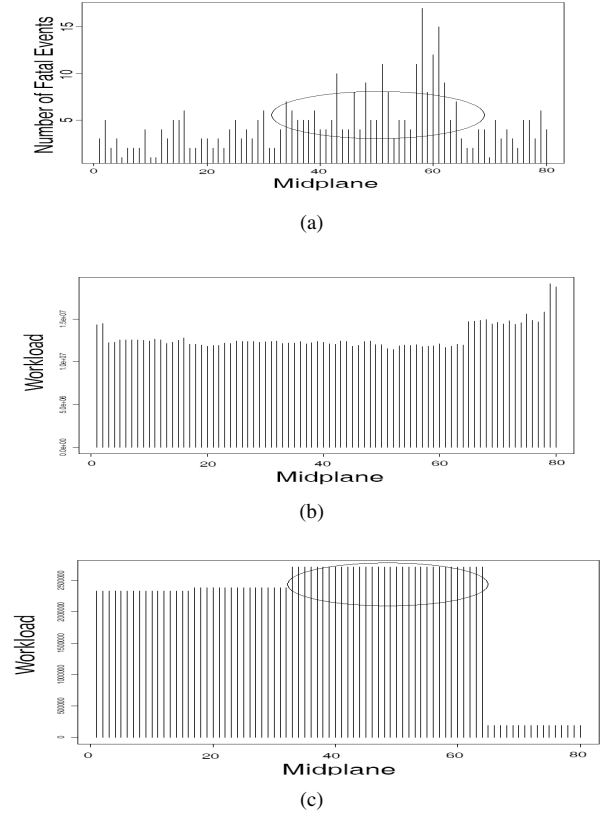 Number of Fatal Events
15
10
5
0 20 40 60 80
Midplane
(a)
Workload
1.5e+07
1.0e+07
5.0e+06
0.0e+00
0 20 40 60 80
Midplane
(b)
Workload
2500000
2000000
1500000
1000000
500000
0
0 20 40 60 80
Midplane
(c)